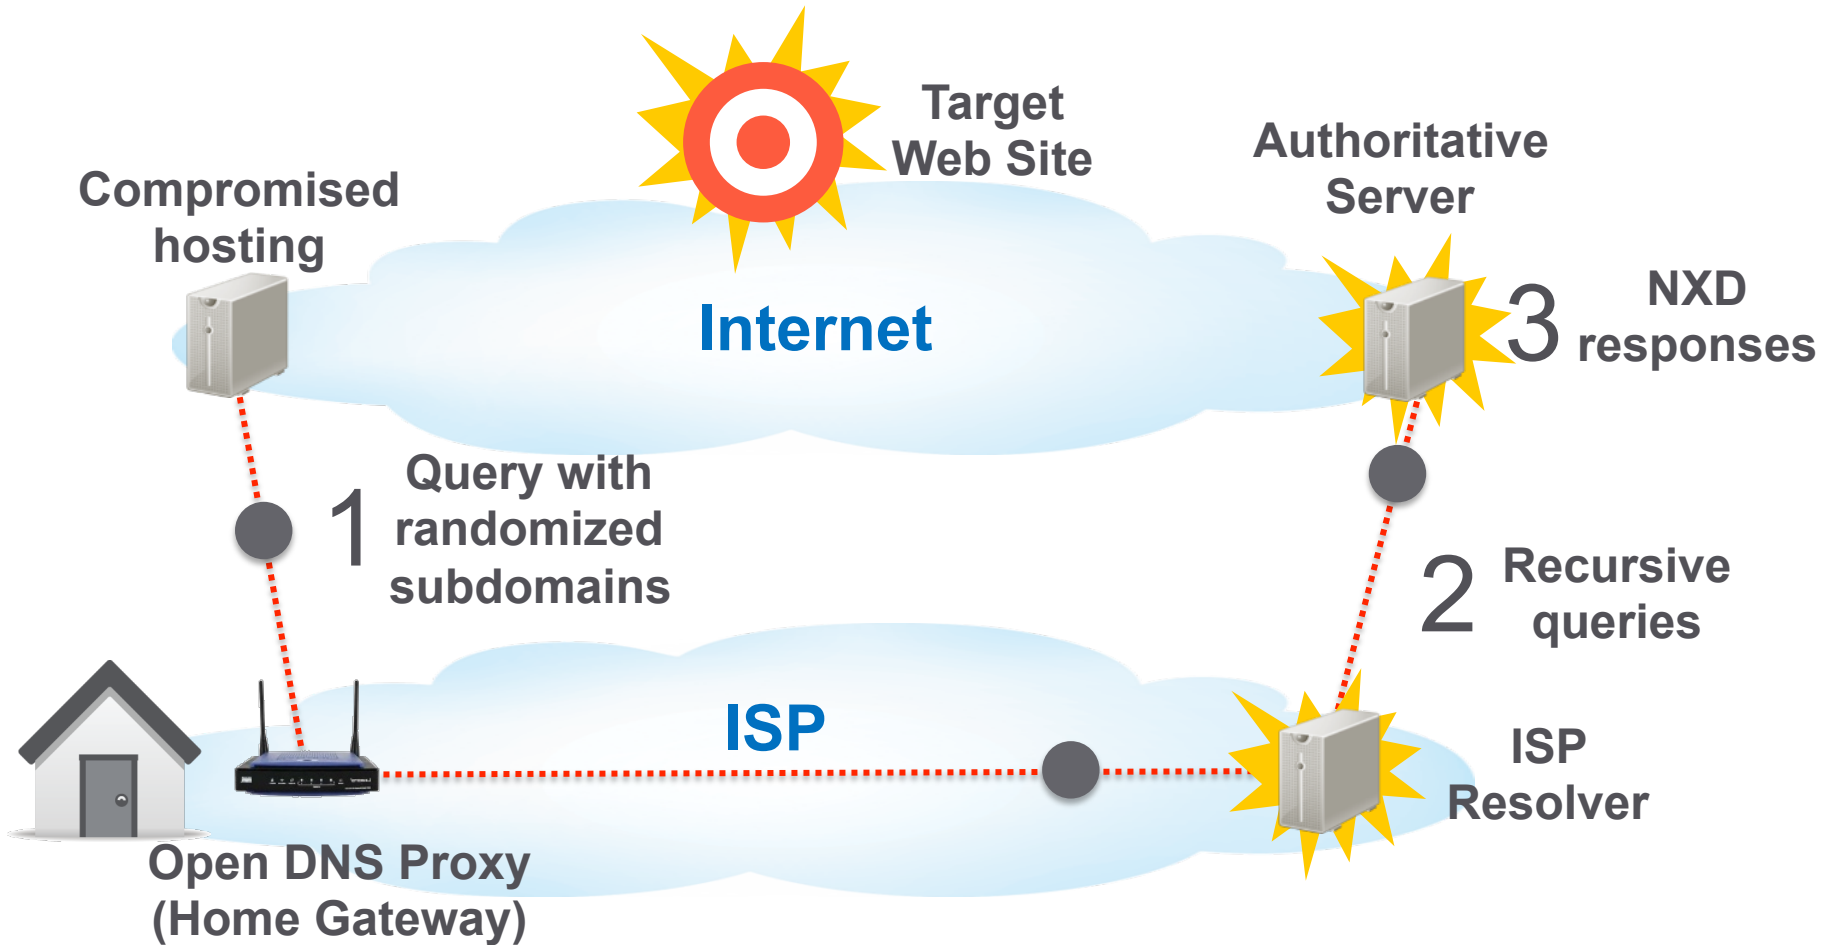 Target
Web Site
Authoritative
Server
Compromised
hosting
Internet
3
NXD
responses
1
Query with
randomized
subdomains
2
Recursive
queries
ISP
ISP
Resolver
Open DNS Proxy
(Home Gateway)